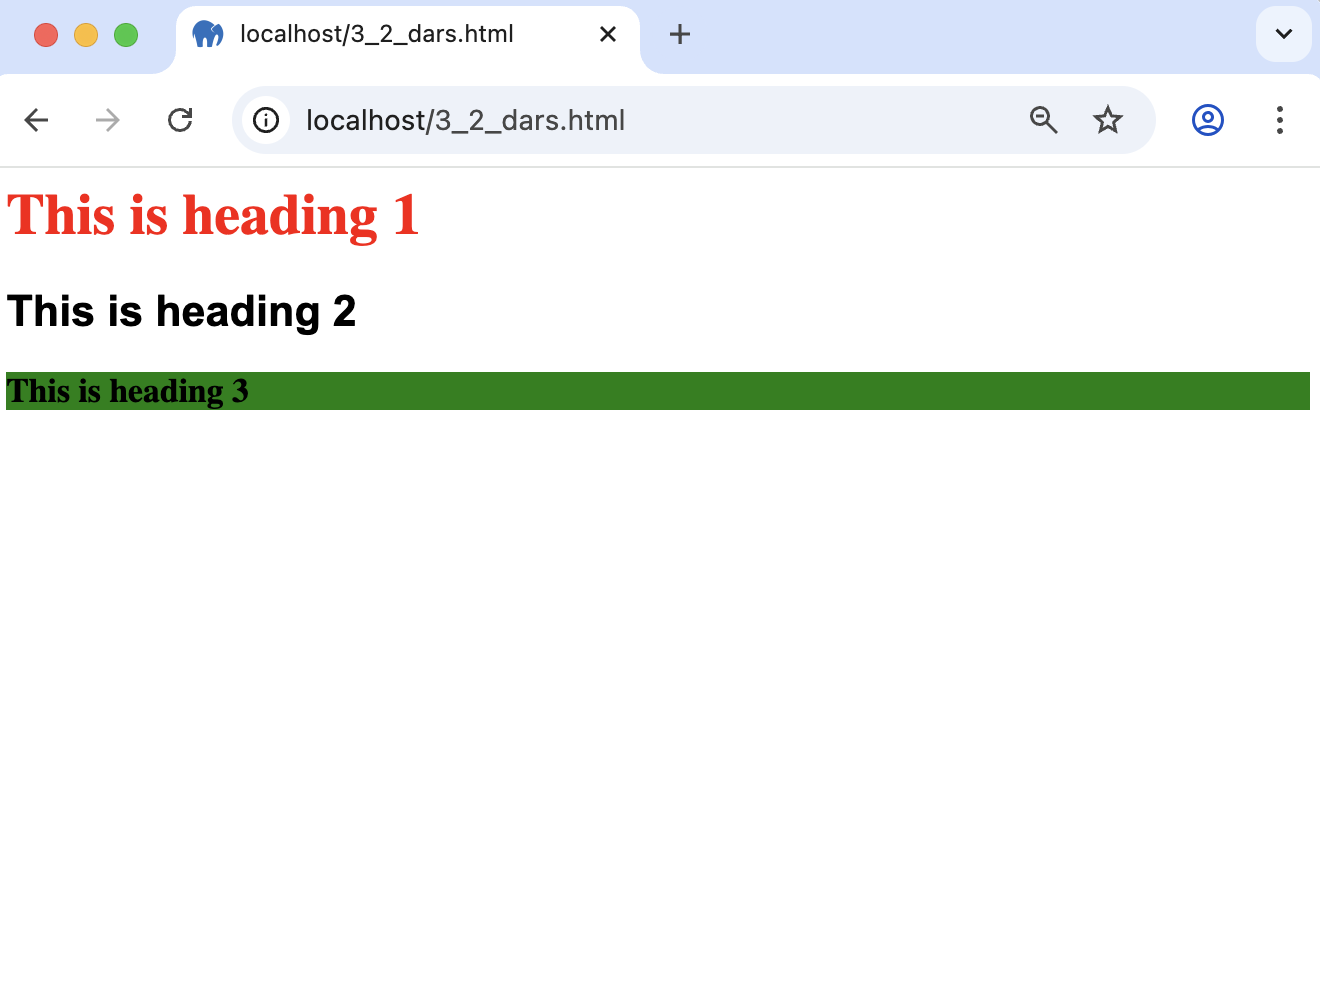 localhost/3_2_dars.html
localhost/3_2_dars.html
This is heading 1
This is heading 2
This is heading 3